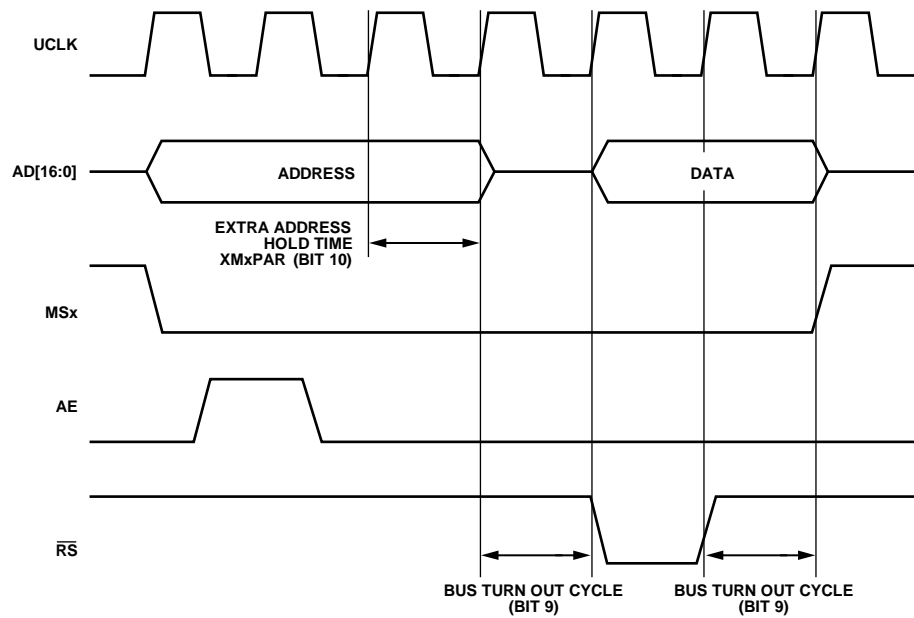 UCLK
AD[16:0]
ADDRESS
DATA
EXTRA ADDRESS
HOLD TIME
XMxPAR (BIT 10)
MSx
AE
RS
BUS TURN OUT CYCLE
(BIT 9)
BUS TURN OUT CYCLE
(BIT 9)